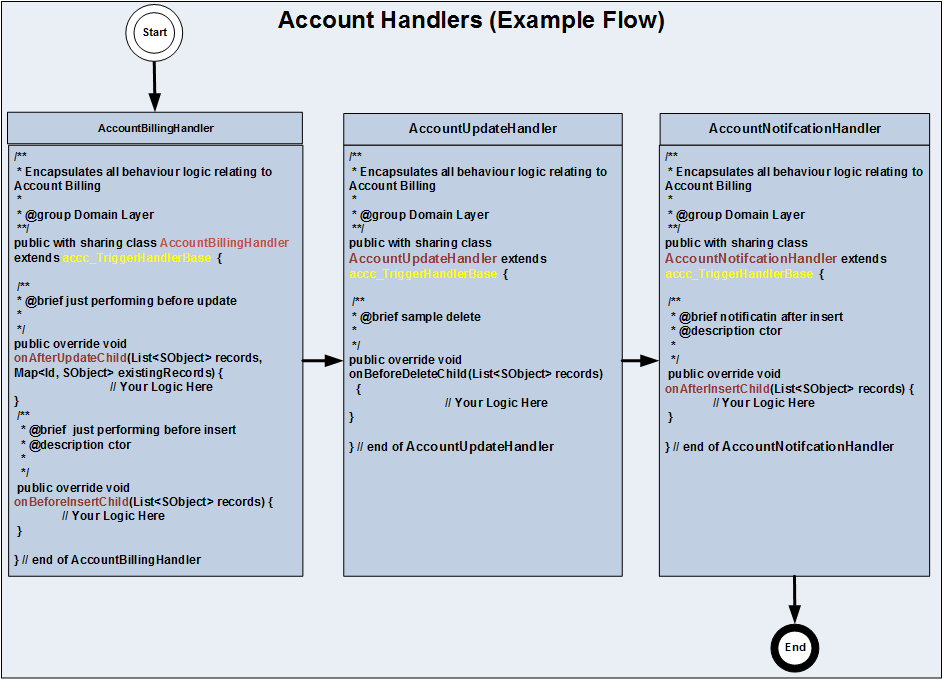 Account Handlers (Example Flow)
Start
AccountBillingHandler
/**
* Encapsulates all behaviour logic relating to
Account Billing
*
* @group Domain Layer
**/
public with sharing class AccountBillingHandler
extends accc_TriggerHandlerBase {
/**
* @brief just performing before update
*
*/
public override void
onAfterUpdateChild(List<SObject> records,
Map<Id, SObject> existingRecords) {
// Your Logic Here
}
/**
* @brief just performing before insert
* @description ctor
*
*/
public override void
onBeforeInsertChild(List<SObject> records) {
// Your Logic Here
}
} // end of AccountBillingHandler
AccountUpdateHandler
/**
* Encapsulates all behaviour logic relating to
Account Billing
*
* @group Domain Layer
**/
public with sharing class
AccountUpdateHandler extends
accc_TriggerHandlerBase {
/**
* @brief sample delete
*
*/
public override void
onBeforeDeleteChild(List<SObject> records)
{
// Your Logic Here
}
} // end of AccountUpdateHandler
AccountNotifcationHandler
/**
* Encapsulates all behaviour logic relating to
Account Billing
*
* @group Domain Layer
**/
public with sharing class
AccountNotifcationHandler extends
accc_TriggerHandlerBase {
/**
* @brief notificatin after insert
* @description ctor
*
*/
public override void
onAfterInsertChild(List<SObject> records) {
// Your Logic Here
}
} // end of AccountNotifcationHandler
End